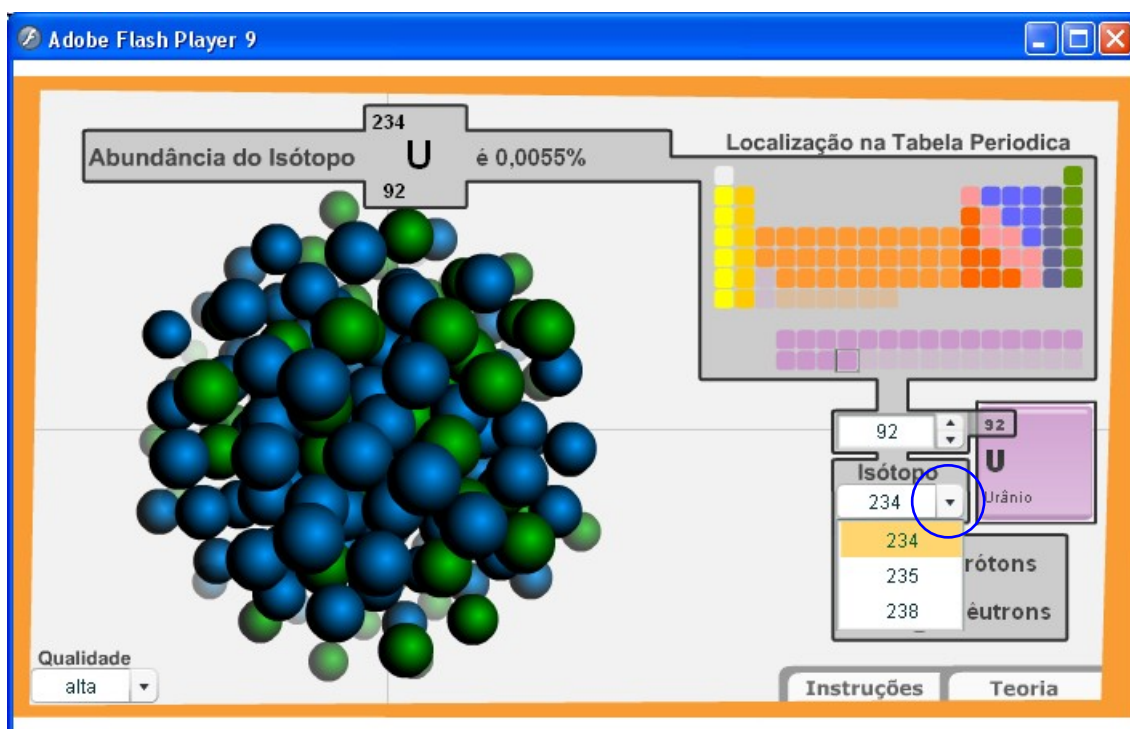 Adobe Flash Player 9
234
Abundância do Isótopo U é 0,0055%
92
Localização na Tabela Periodica
92
92
U
Urânio
Isótopo
234
234
235
238
rótons
êutrons
Qualidade
alta
Instruções
Teoria